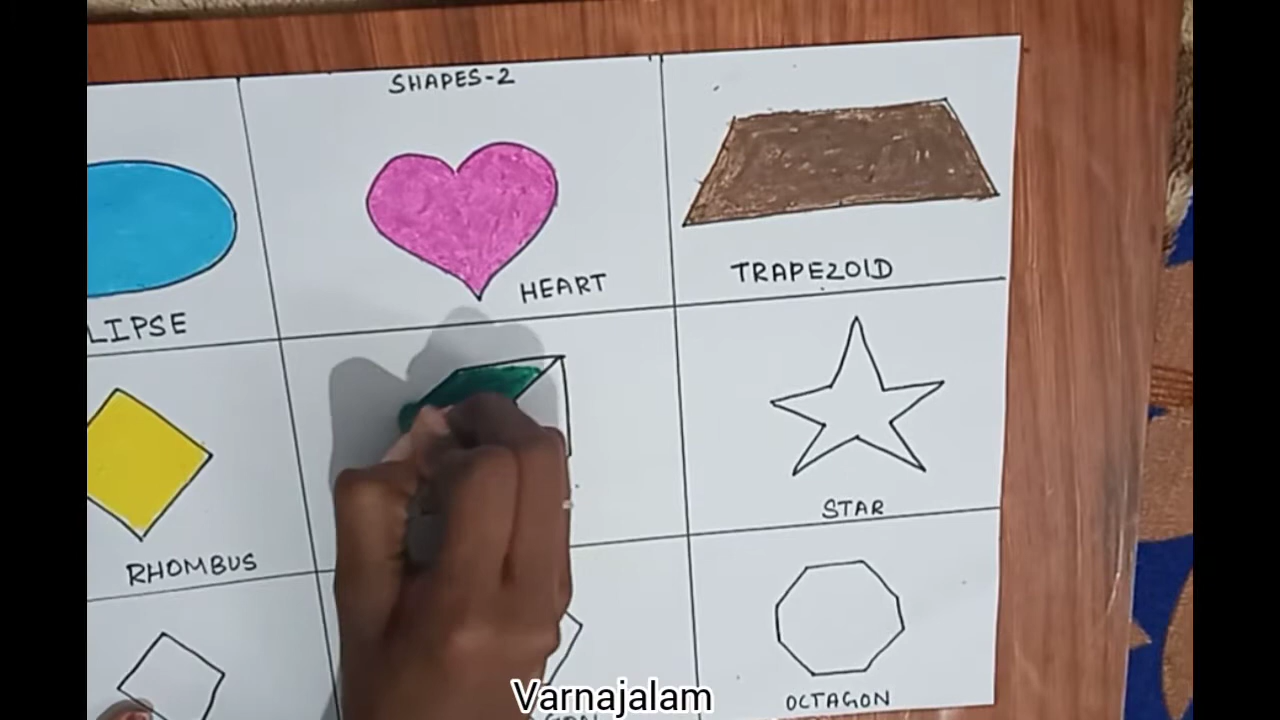 SHAPES-2
LIPSE
HEART
TRAPEZOID
RHOMBUS
STAR
OCTAGON
Varnajalam